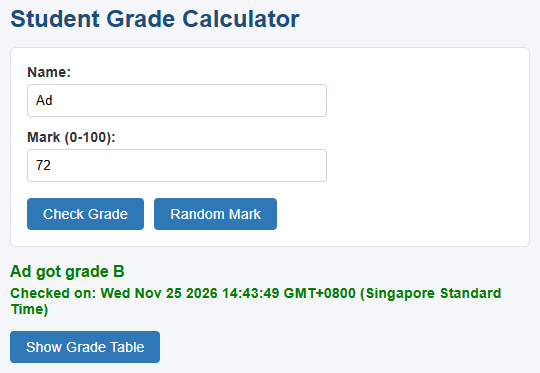 Student Grade Calculator
Name:
Ad
Mark (0-100):
72
Check Grade Random Mark
Ad got grade B
Checked on: Wed Nov 25 2026 14:43:49 GMT+0800 (Singapore Standard
Time)
Show Grade Table